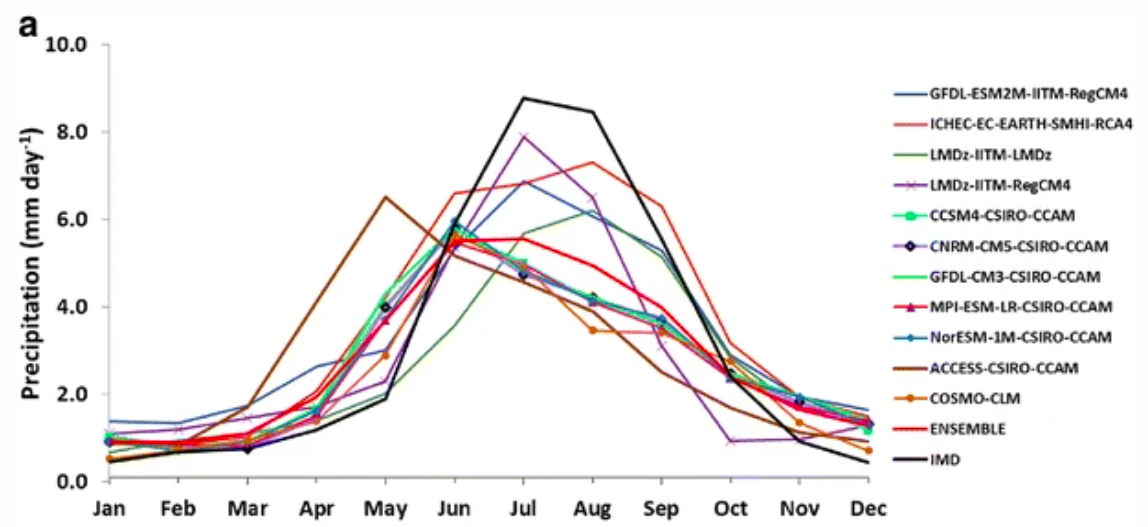 a
10.0
8.0
6.0
4.0
2.0
0.0
Precipitation (mm day-1)
Jan Feb Mar Apr May Jun Jul Aug Sep Oct Nov Dec
GFDL-ESM2M-IITM-RegCM4
ICHEC-EC-EARTH-SMHI-RCA4
LMDz-IITM-LMDz
LMDz-IITM-RegCM4
CCSM4-CSIRO-CCAM
CNRM-CM5-CSIRO-CCAM
GFDL-CM3-CSIRO-CCAM
MPI-ESM-LR-CSIRO-CCAM
NorESM-1M-CSIRO-CCAM
ACCESS-CSIRO-CCAM
COSMO-CLM
ENSEMBLE
IMD